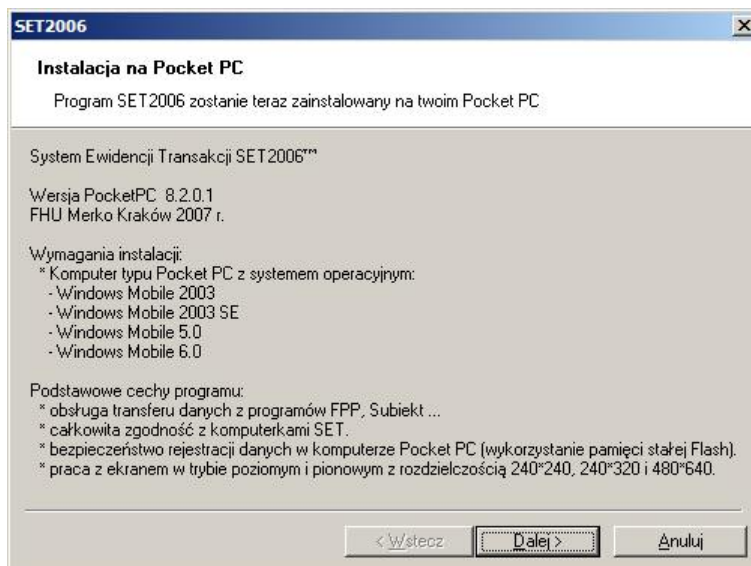 SET2006
Instalacja na Pocket PC
Program SET2006 zostanie teraz zainstalowany na twoim Pocket PC
System Ewidencji Transakcji SET2006™
Wersja PocketPC 8.2.0.1
FHU Merko Kraków 2007 r.
Wymagania instalacji:
* Komputer typu Pocket PC z systemem operacyjnym:
- Windows Mobile 2003
- Windows Mobile 2003 SE
- Windows Mobile 5.0
- Windows Mobile 6.0
Podstawowe cechy programu:
* obsługa transferu danych z programów FPP, Subiekt ...
* całkowita zgodność z komputerkami SET.
* bezpieczeństwo rejestracji danych w komputerze Pocket PC (wykorzystanie pamięci stałej Flash).
* praca z ekranem w trybie poziomym i pionowym z rozdzielczością 240*240, 240*320 i 480*640.
< Wstecz Dalej > Anuluj